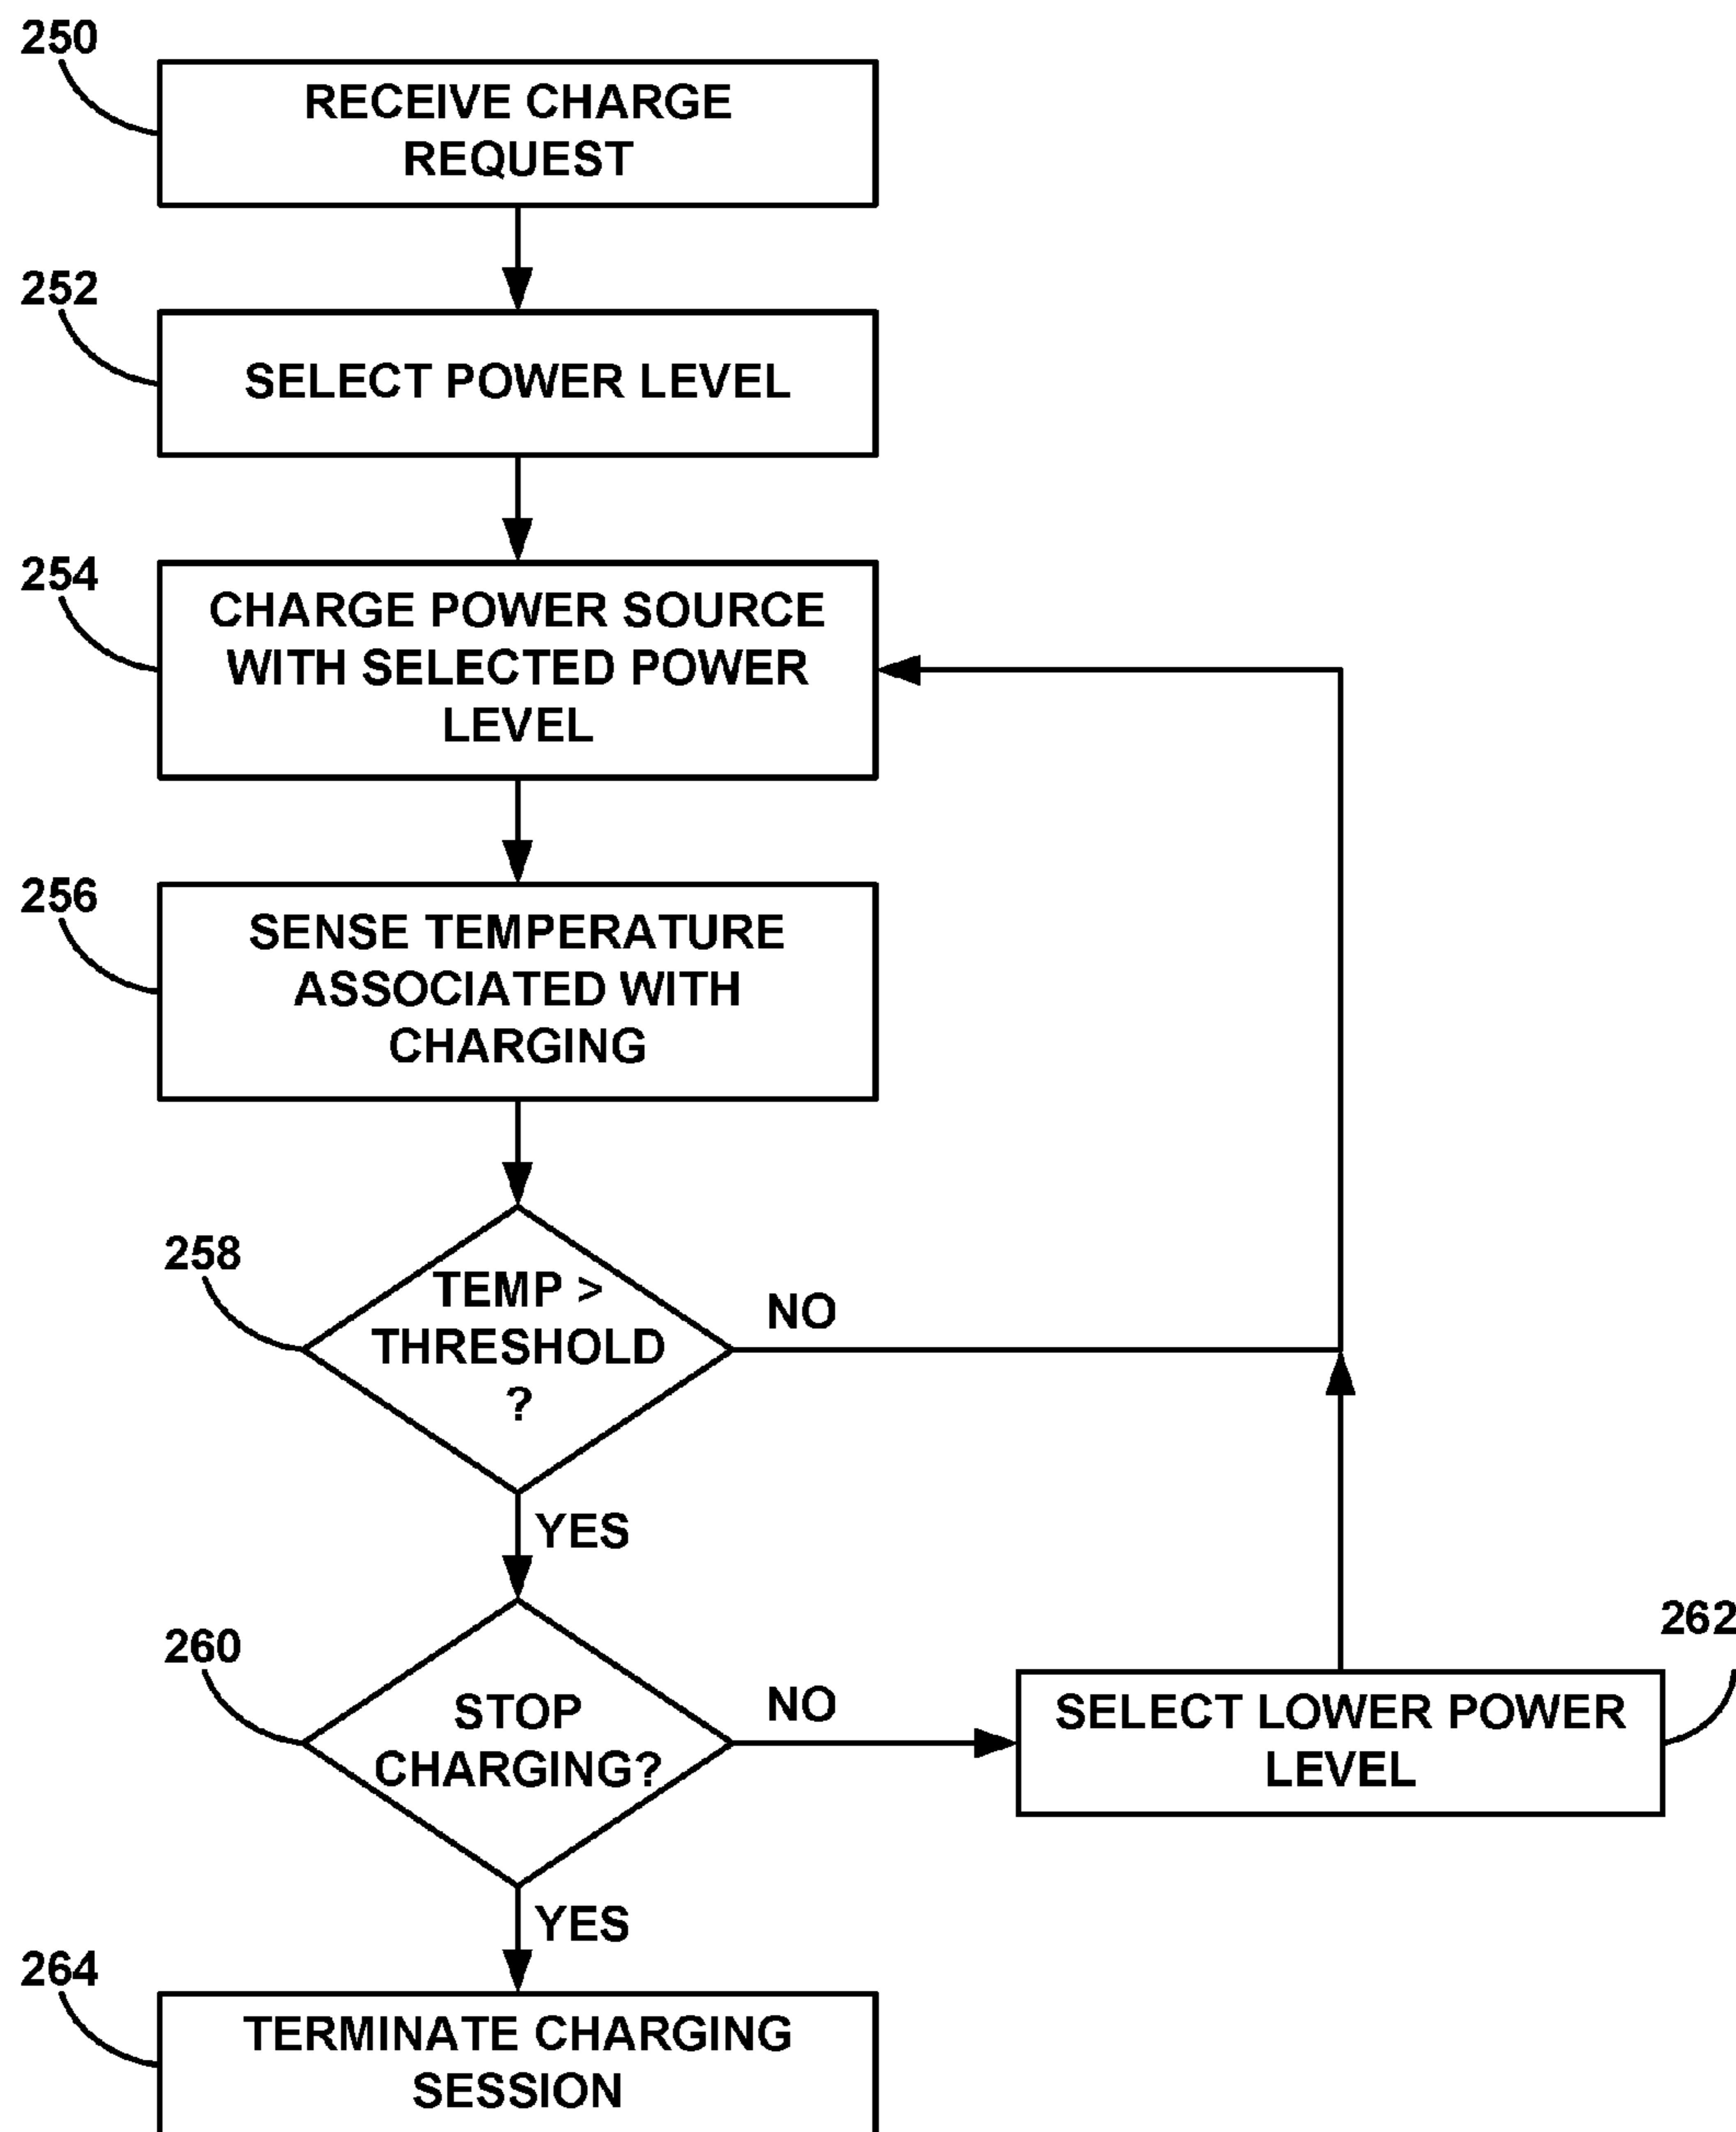 250
RECEIVE CHARGE
REQUEST
252
SELECT POWER LEVEL
254
CHARGE POWER SOURCE
WITH SELECTED POWER
LEVEL
256
SENSE TEMPERATURE
ASSOCIATED WITH
CHARGING
258
TEMP >
THRESHOLD
?
NO
YES
260
STOP
CHARGING?
NO
262
SELECT LOWER POWER
LEVEL
YES
264
TERMINATE CHARGING
SESSION